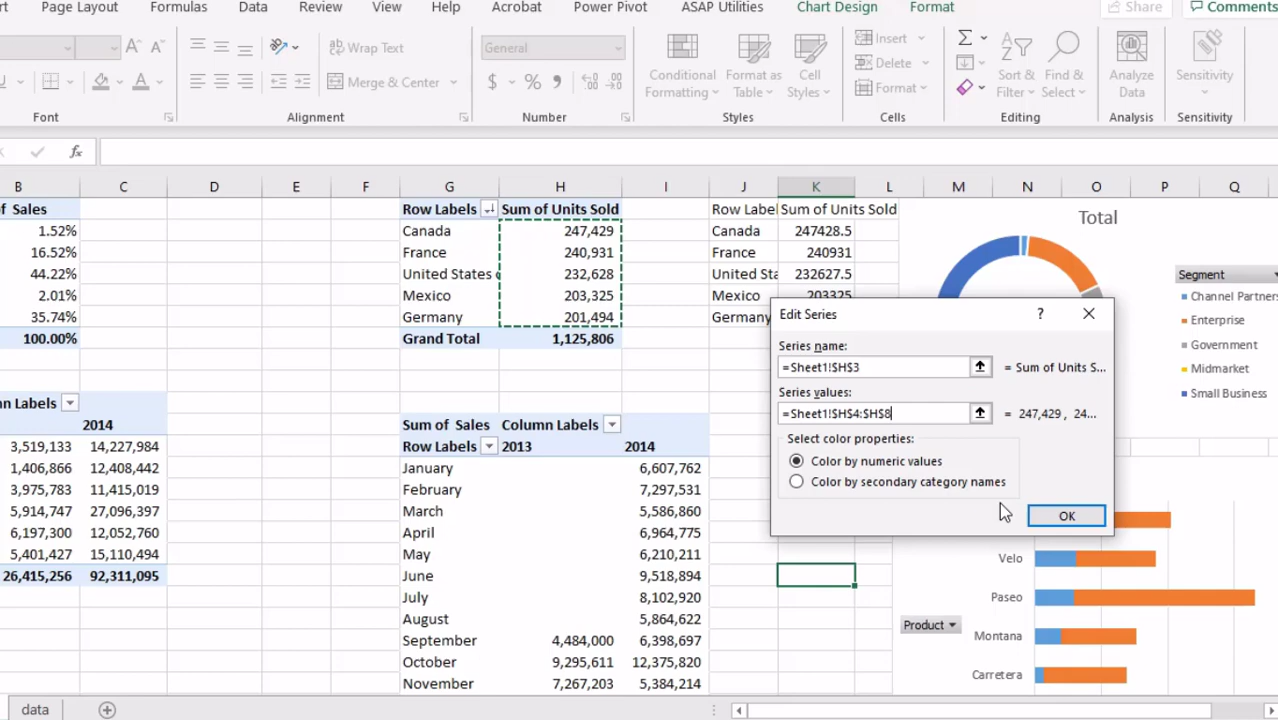 rt Page Layout Formulas Data Review View Help Acrobat Power Pivot ASAP Utilities Chart Design Format Share Comments
A A Wrap Text General Insert Σ
U A Merge & Center $ % Conditional Formatting Format as Table Cell Styles Delete Format Sort & Filter Find & Select Analyze Data Sensitivity
Font Alignment Number Styles Cells Editing Analysis Sensitivity
fx
B C D E F G H I J K L M N O P Q
f Sales Row Labels Sum of Units Sold Row Label Sum of Units Sold Total
1.52% Canada 247,429 Canada 247428.5
16.52% France 240,931 France 240931
44.22% United States United Sta 232,628 232627.5 Segment
2.01% Mexico 203,325 Mexico 203325 Channel Partners
35.74% Germany 201,494 Germany Edit Series ? Enterprise
100.00% Grand Total 1,125,806 Government
Series name:
=Sheet1!$H$3 = Sum of Units S... Midmarket
Series values: Small Business
=Sheet1!$H$4:$H$8 = 247,429 , 24...
Select color properties:
Color by numeric values
Color by secondary category names
OK
mn Labels
2014
3,519,133 14,227,984
1,406,866 12,408,442
3,975,783 11,415,019
5,914,747 27,096,397
6,197,300 12,052,760
5,401,427 15,110,494
26,415,256 92,311,095
Sum of Sales Column Labels
Row Labels 2013 2014
January 6,607,762
February 7,297,531
March 5,586,860
April 6,964,775
May 6,210,211
June 9,518,894
July 8,102,920
August 5,864,622
September 4,484,000 6,398,697
October 9,295,611 12,375,820
November 7,267,203 5,384,214
Velo
Paseo
Product
Montana
Carretera
data